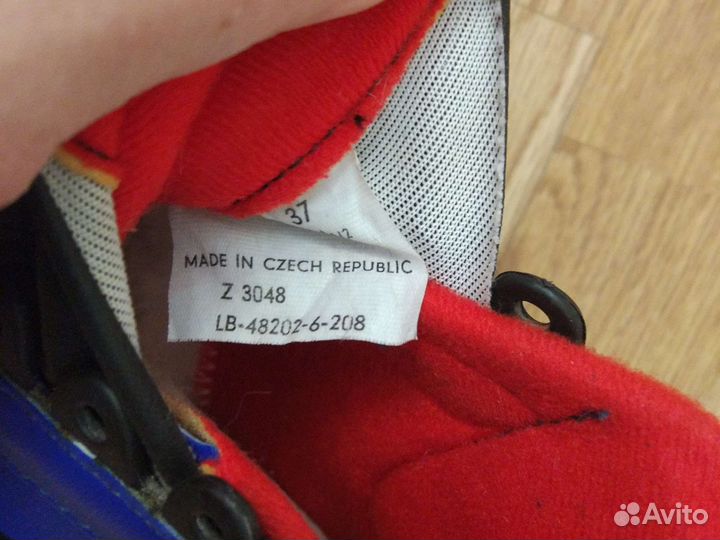 37
MADE IN CZECH REPUBLIC
Z 3048
LB-48202-6-208
Avito